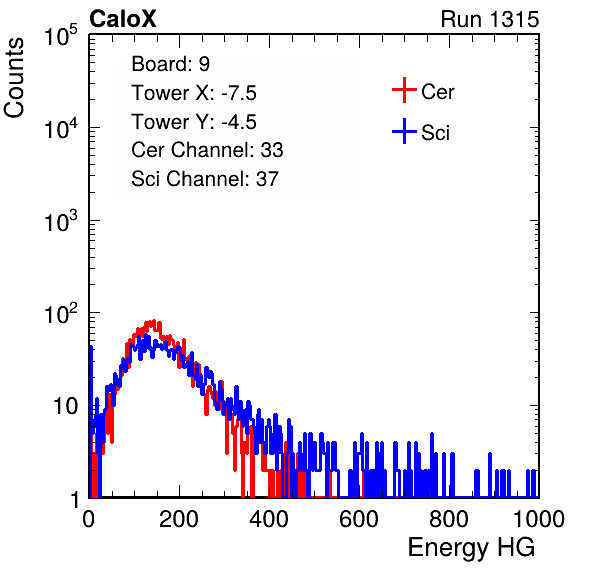 CaloX Run 1315
Counts
10^5
10^4
10^3
10^2
10
1
Board: 9
Tower X: -7.5
Tower Y: -4.5
Cer Channel: 33
Sci Channel: 37
Cer
Sci
0 200 400 600 800 1000
Energy HG